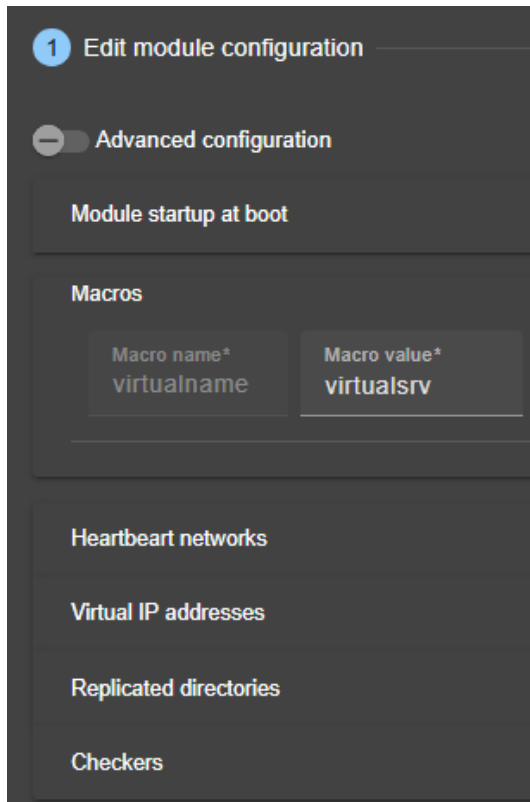 1 Edit module configuration
Advanced configuration
Module startup at boot
Macros
Macro name* Macro value*
virtualname virtualsrv
Heartbeart networks
Virtual IP addresses
Replicated directories
Checkers